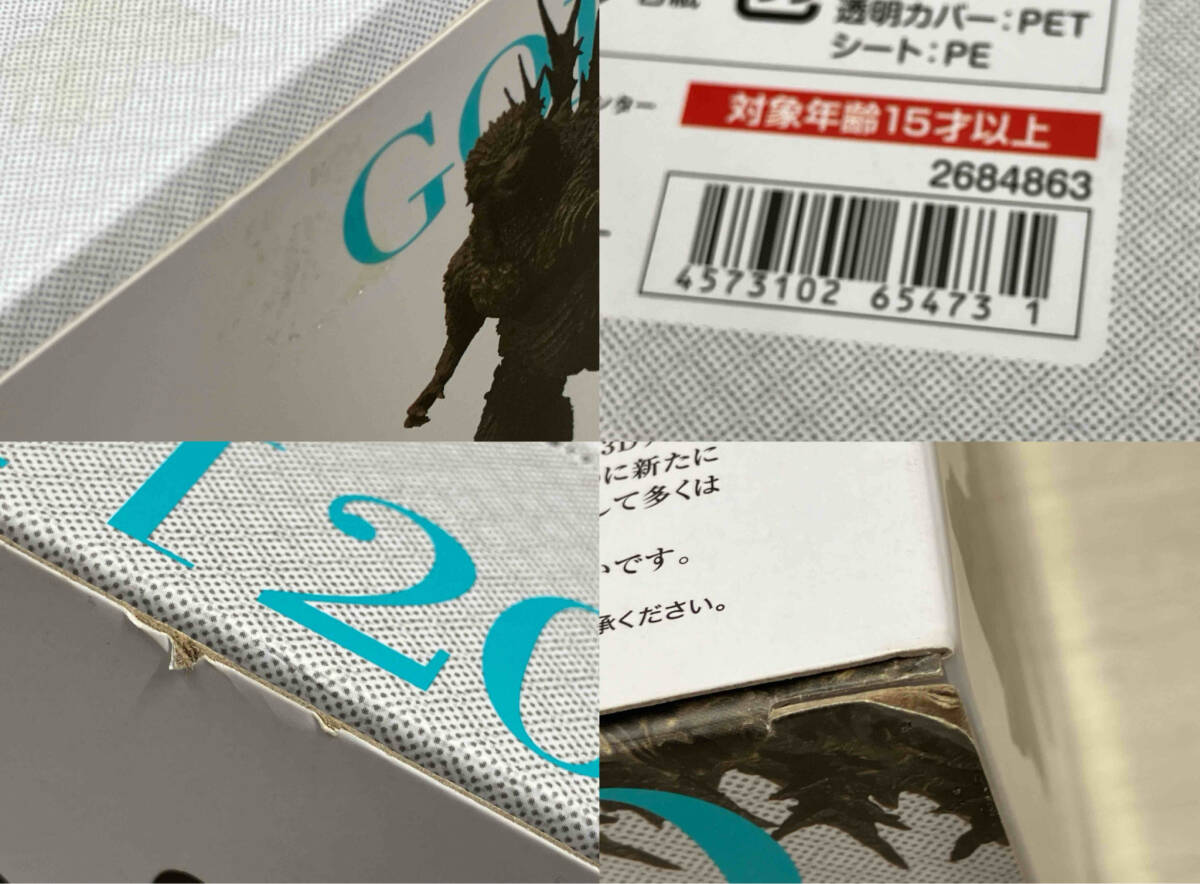 GO
透明カバー:PET
シート:PE
ンター
対象年齢15才以上
2684863
4573102 65473 1
T 20
3D
に新たに
して多くは
いです。
承ください。